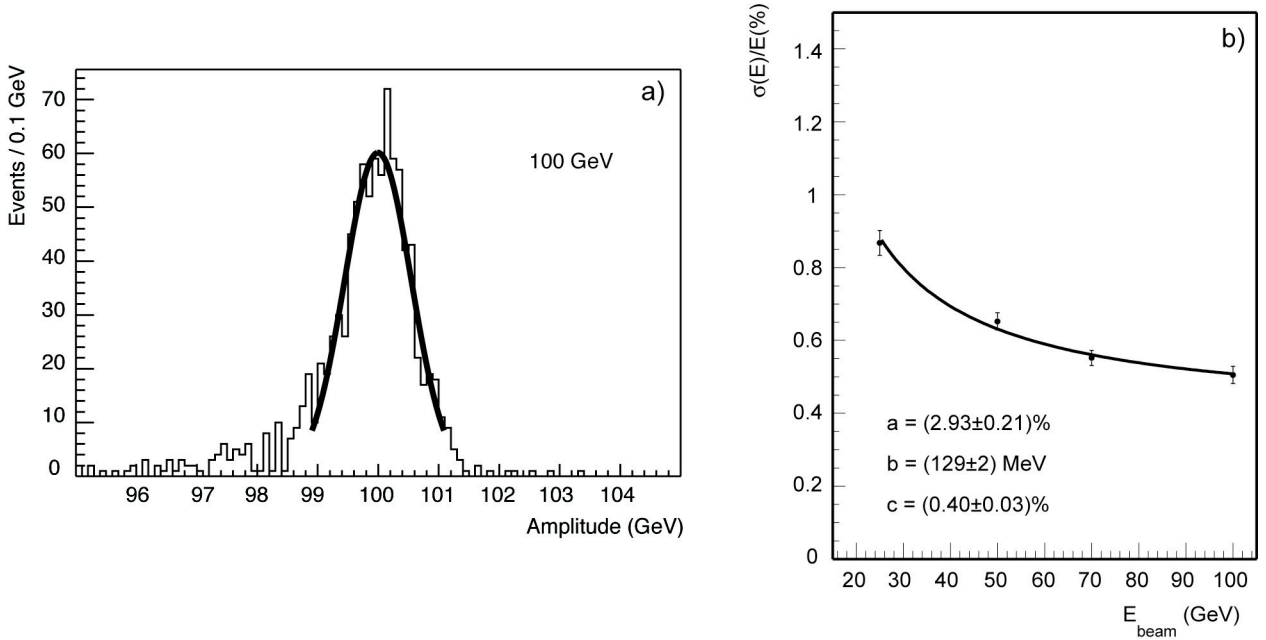 Events / 0.1 GeV
70
60
50
40
30
20
10
0
a)
100 GeV
96 97 98 99 100 101 102 103 104
Amplitude (GeV)
σ(E)/E(%)
1.4
1.2
1
0.8
0.6
0.4
0.2
0
b)
a = (2.93±0.21)%
b = (129±2) MeV
c = (0.40±0.03)%
20 30 40 50 60 70 80 90 100
E beam (GeV)